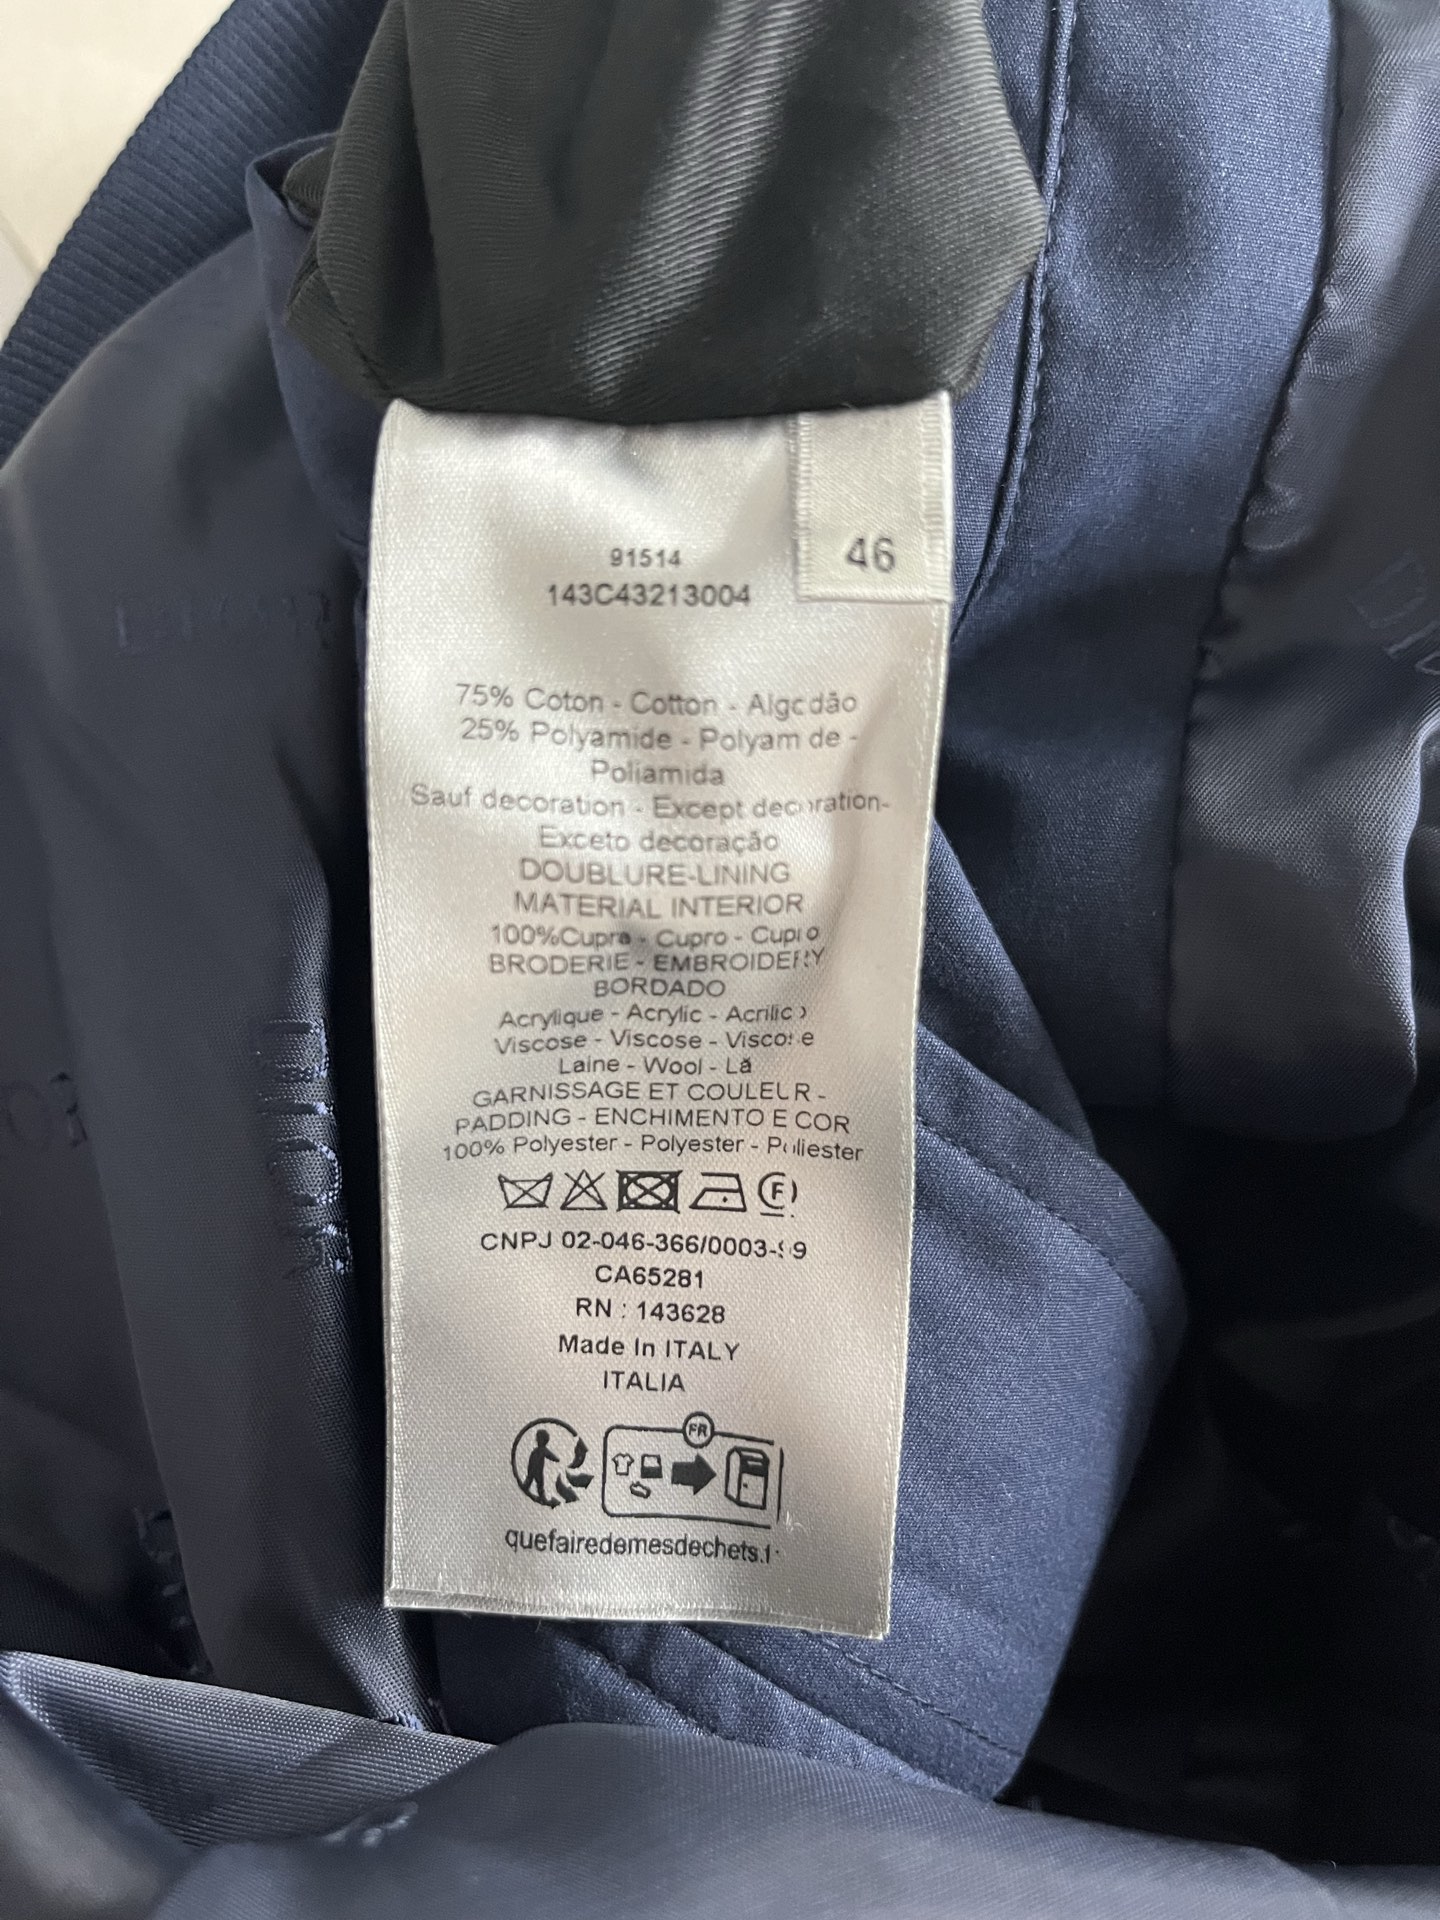 46
91514
143C43213004
75% Coton - Cotton - Algodão
25% Polyamide - Polyam de -
Poliamida
Sauf decoration - Except decoration-
Exceto decoração
DOUBLURE-LINING
MATERIAL INTERIOR
100%Cupra - Cupro - Cupro
BRODERIE - EMBROIDERY
BORDADO
Acrylique - Acrylic - Acrilico
Viscose - Viscose - Viscose
Laine - Wool - Lã
GARNISSAGE ET COULEUR -
PADDING - ENCHIMENTO E COR
100% Polyester - Polyester - Poliester
F
CNPJ 02-046-366/0003-99
CA65281
RN : 143628
Made In ITALY
ITALIA
FR
quefairedemesdechets.f